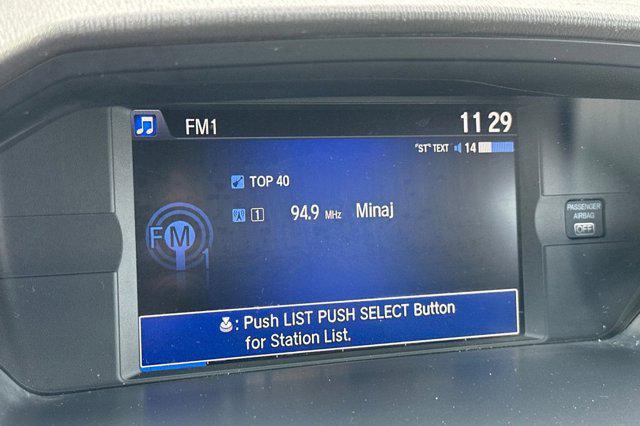 FM1
11 29
"ST" TEXT 14
TOP 40
1 94.9 MHz Minaj
FM 1
: Push LIST PUSH SELECT Button
for Station List.
PASSENGER
AIRBAG
OFF